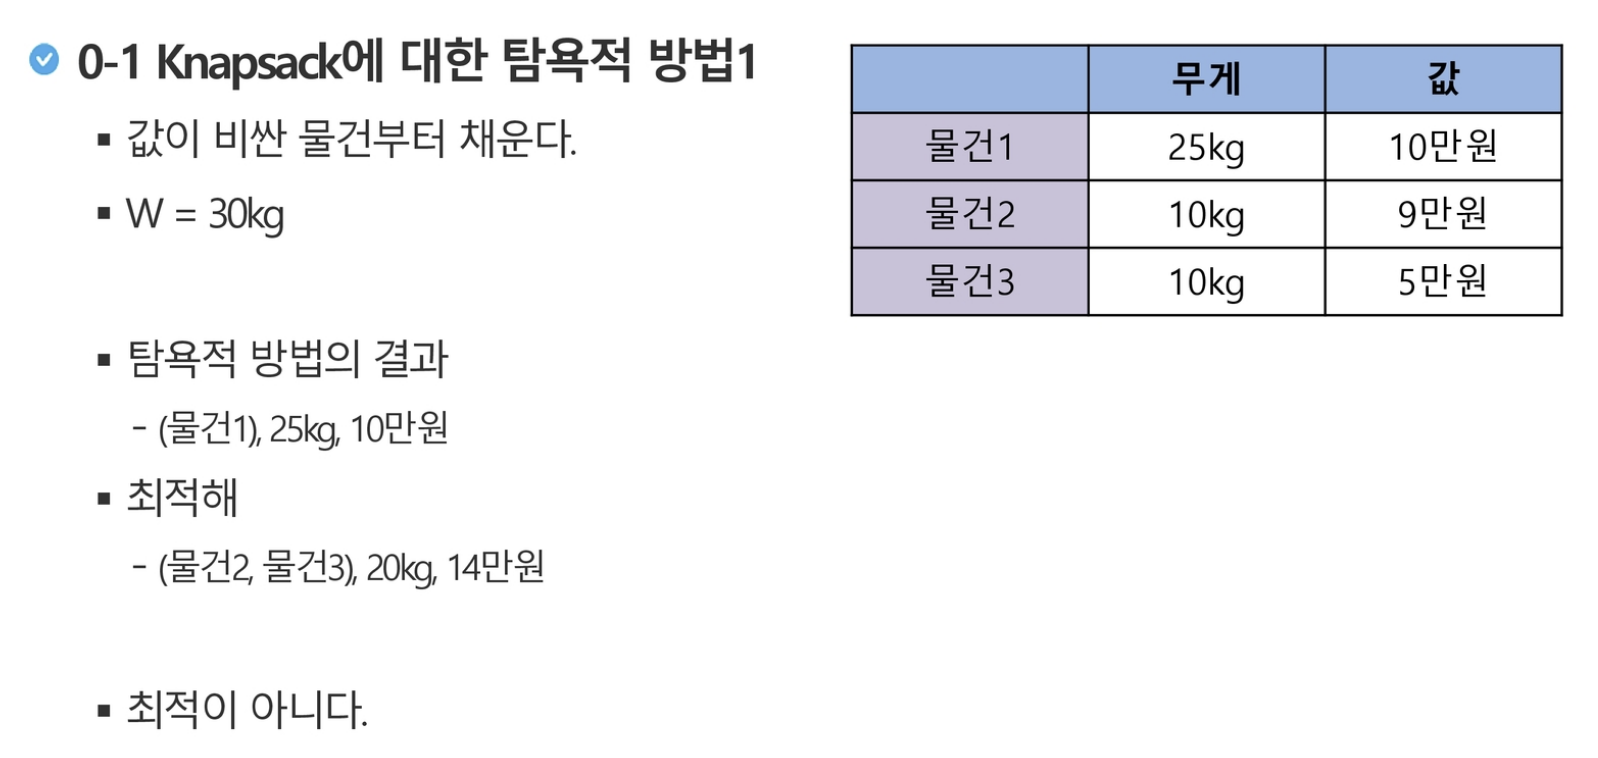 0-1 Knapsack에 대한 탐욕적 방법1
▪ 값이 비싼 물건부터 채운다.
▪ W = 30kg
▪ 탐욕적 방법의 결과
- (물건1), 25kg, 10만원
▪ 최적해
- (물건2, 물건3), 20kg, 14만원
▪ 최적이 아니다.
무게 값
물건1 25kg 10만원
물건2 10kg 9만원
물건3 10kg 5만원